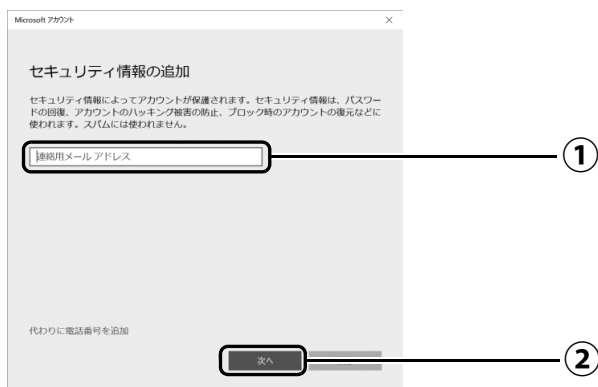 Microsoft アカウント
セキュリティ情報の追加
セキュリティ情報によってアカウントが保護されます。セキュリティ情報は、パスワー
ドの回復、アカウントのハッキング被害の防止、ブロック時のアカウントの復元などに
使われます。スパムには使われません。
連絡用メール アドレス
①
代わりに電話番号を追加
次へ
②